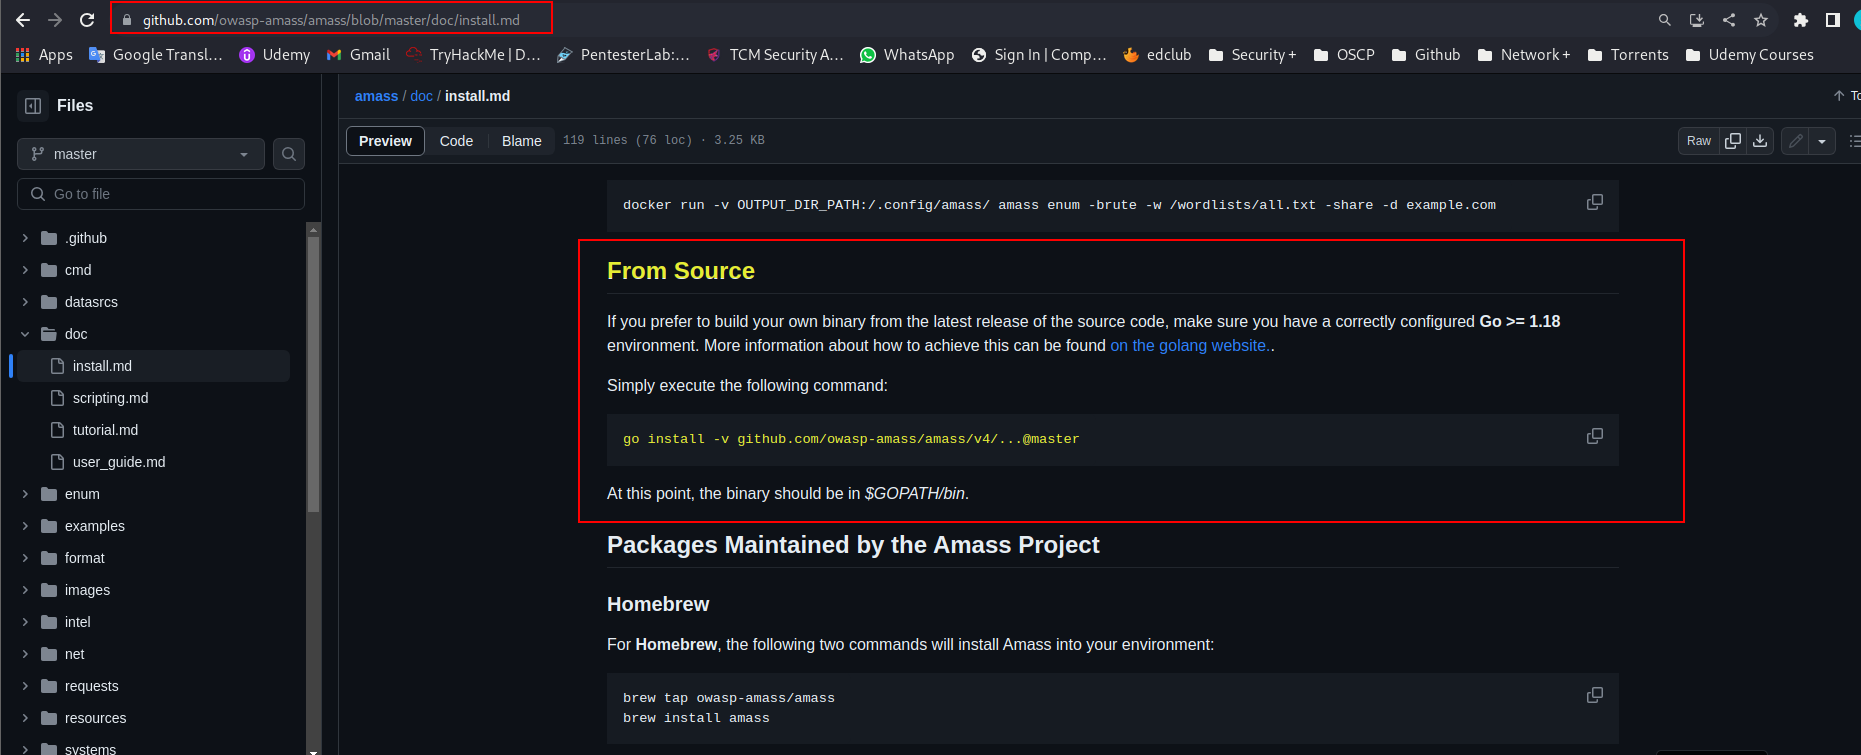 github.com/owasp-amass/amass/blob/master/doc/install.md
Apps Google Transl... Udemy Gmail TryHackMe | D... PentesterLab:... TCM Security A... WhatsApp Sign In | Comp... edclub Security + OSCP Github Network + Torrents Udemy Courses
Files
master
Go to file
.github
cmd
datasrcs
doc
install.md
scripting.md
tutorial.md
user_guide.md
enum
examples
format
images
intel
net
requests
resources
systems
amass / doc / install.md
To
Preview Code Blame 119 lines (76 loc) · 3.25 KB
Raw
docker run -v OUTPUT_DIR_PATH:/.config/amass/ amass enum -brute -w /wordlists/all.txt -share -d example.com
From Source
If you prefer to build your own binary from the latest release of the source code, make sure you have a correctly configured Go >= 1.18
environment. More information about how to achieve this can be found on the golang website..
Simply execute the following command:
go install -v github.com/owasp-amass/amass/v4/...@master
At this point, the binary should be in $GOPATH/bin.
Packages Maintained by the Amass Project
Homebrew
For Homebrew, the following two commands will install Amass into your environment:
brew tap owasp-amass/amass
brew install amass